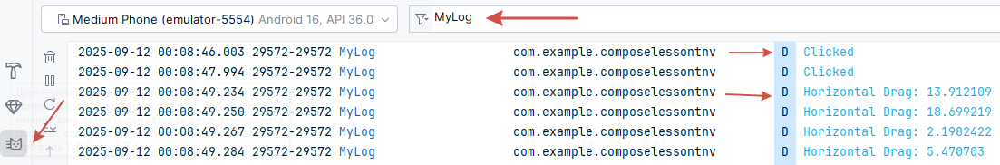 Medium Phone (emulator-5554) Android 16, API 36.0
MyLog
2025-09-12 00:08:46.003 29572-29572 MyLog com.example.composelessontnv D Clicked
2025-09-12 00:08:47.994 29572-29572 MyLog com.example.composelessontnv D Clicked
2025-09-12 00:08:49.234 29572-29572 MyLog com.example.composelessontnv D Horizontal Drag: 13.912109
2025-09-12 00:08:49.250 29572-29572 MyLog com.example.composelessontnv D Horizontal Drag: 18.699219
2025-09-12 00:08:49.267 29572-29572 MyLog com.example.composelessontnv D Horizontal Drag: 2.1982422
2025-09-12 00:08:49.284 29572-29572 MyLog com.example.composelessontnv D Horizontal Drag: 5.470703